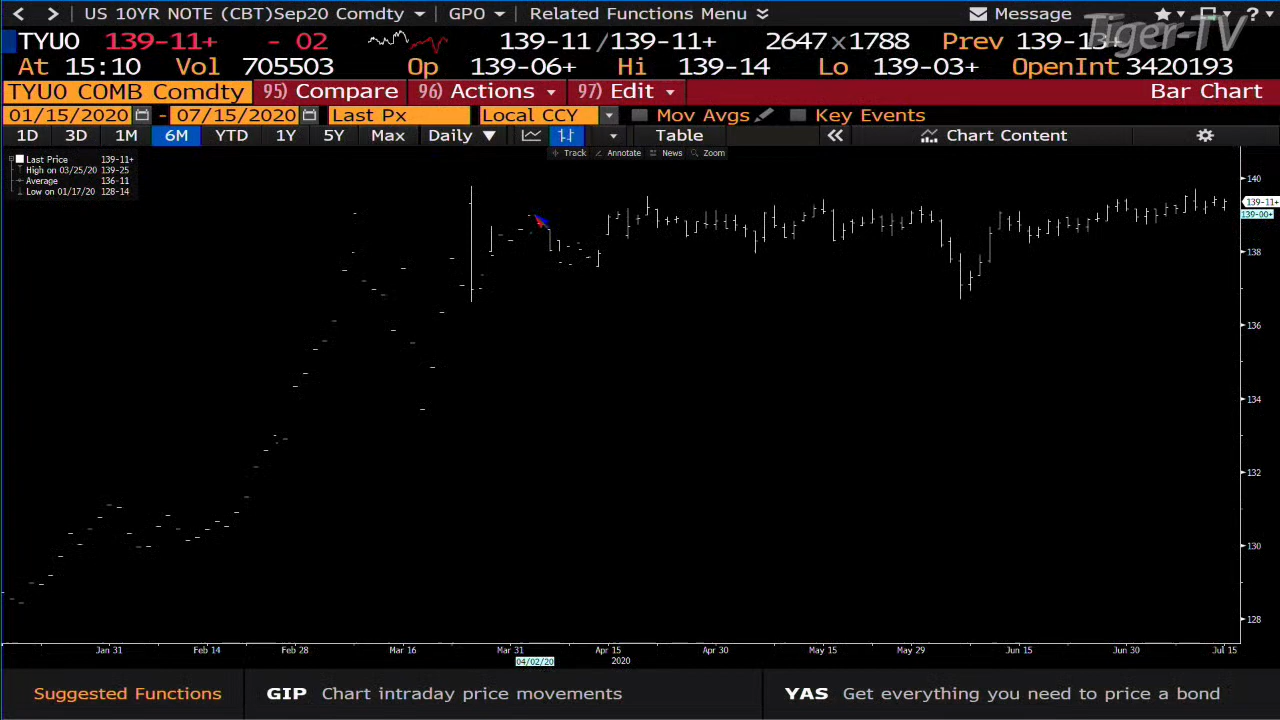 US 10YR NOTE (CBT)Sep20 Comdty GPO Related Functions Menu Message ?
Tiger-TV
TYU0 139-11+ - 02 139-11/139-11+ 2647x1788 Prev 139-13+
At 15:10 Vol 705503 Op 139-06+ Hi 139-14 Lo 139-03+ OpenInt 3420193
TYU0 COMB Comdty 95) Compare 96) Actions 97) Edit Bar Chart
01/15/2020 - 07/15/2020 Last Px Local CCY Mov Avgs Key Events
1D 3D 1M 6M YTD 1Y 5Y Max Daily ▼ Table « Chart Content
Track Annotate News Zoom
Last Price 139-11+
High on 03/25/20 139-25
Average 136-11
Low on 01/17/20 128-14
140
139-11+
139-00+
138
136
134
132
130
128
Jan 31 Feb 14 Feb 28 Mar 16 Mar 31 Apr 15 Apr 30 May 15 May 29 Jun 15 Jun 30 Jul 15
04/02/20 2020
Suggested Functions GIP Chart intraday price movements YAS Get everything you need to price a bond